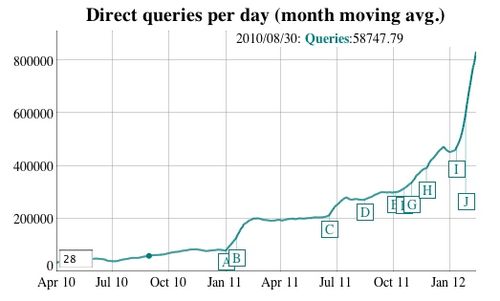 Direct queries per day (month moving avg.)
2010/08/30: Queries:58747.79
800000
600000
400000
200000
0
28
A
B
C
D
E
F
G
H
I
J
Apr 10 Jul 10 Oct 10 Jan 11 Apr 11 Jul 11 Oct 11 Jan 12